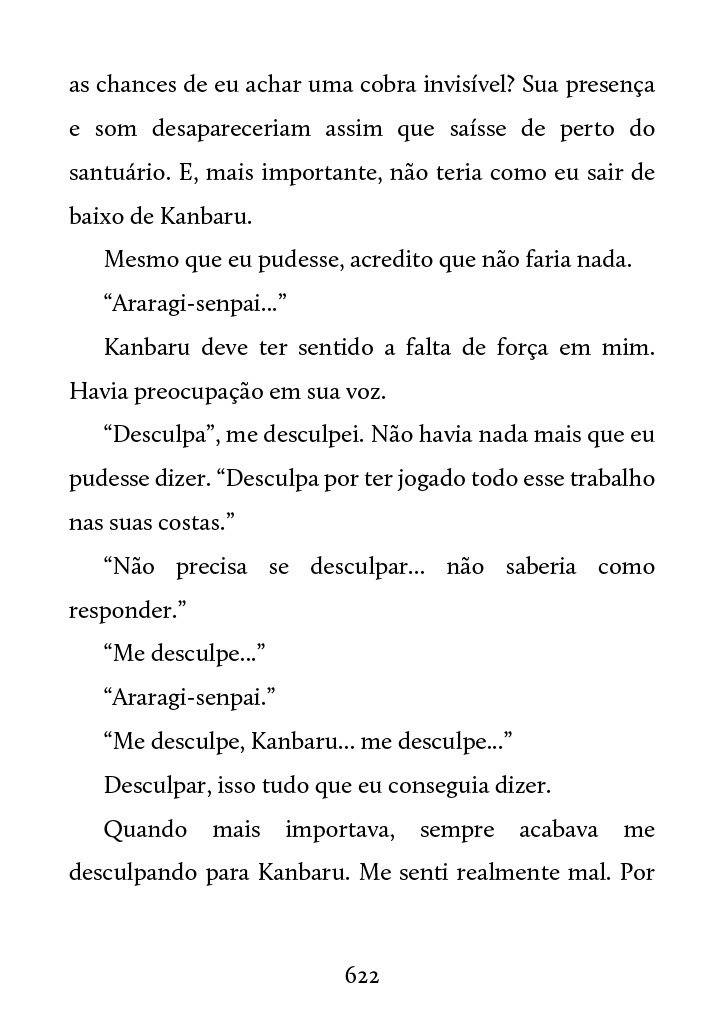 as chances de eu achar uma cobra invisível? Sua presença
e som desapareceriam assim que saísse de perto do
santuário. E, mais importante, não teria como eu sair de
baixo de Kanbaru.
Mesmo que eu pudesse, acredito que não faria nada.
“Araragi-senpai...”
Kanbaru deve ter sentido a falta de força em mim.
Havia preocupação em sua voz.
“Desculpa”, me desculpei. Não havia nada mais que eu
pudesse dizer. “Desculpa por ter jogado todo esse trabalho
nas suas costas.”
“Não precisa se desculpar... não saberia como
responder.”
“Me desculpe...”
“Araragi-senpai.”
“Me desculpe, Kanbaru... me desculpe...”
Desculpar, isso tudo que eu conseguia dizer.
Quando mais importava, sempre acabava me
desculpando para Kanbaru. Me senti realmente mal. Por
622